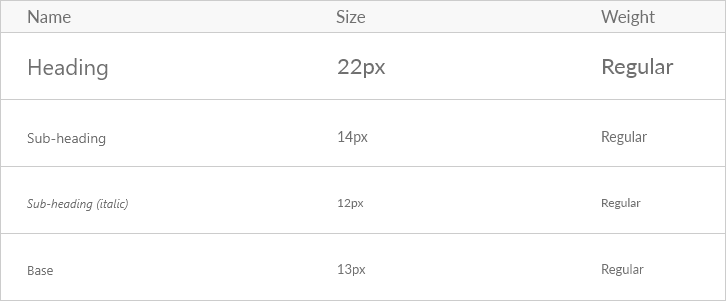 Name Size Weight
Heading 22px Regular
Sub-heading 14px Regular
Sub-heading (italic) 12px Regular
Base 13px Regular